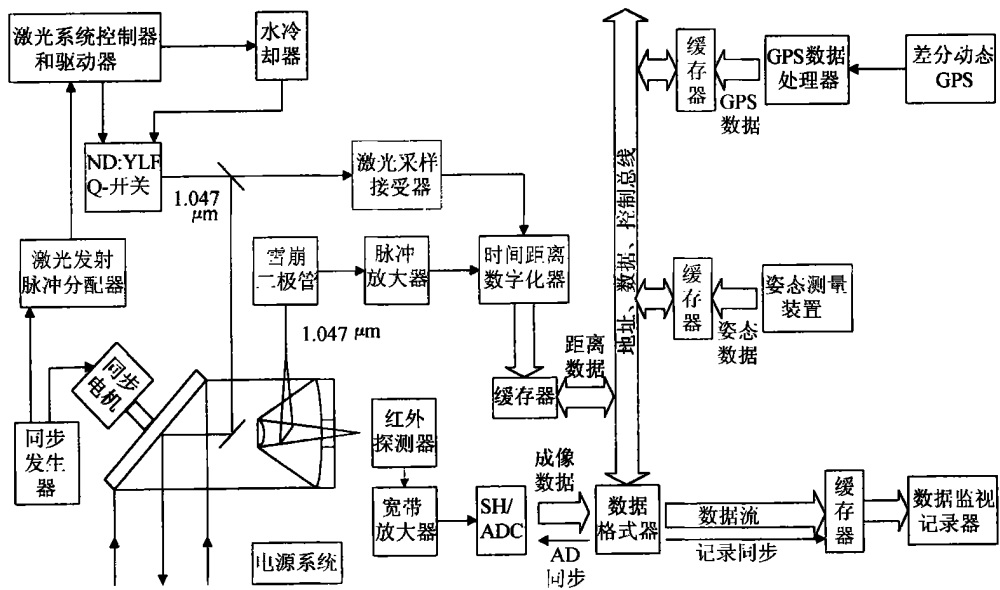 激光系统控制器
和驱动器
水冷
却器
ND:YLF
Q-开关
1.047
μm
激光采样
接受器
激光发射
脉冲分配器
雪崩
二极管
脉冲
放大器
时间距离
数字化器
1.047 μm
同步
电机
同步
发生
器
缓存器
距离
数据
红外
探测器
宽带
放大器
SH/
ADC
成像
数据
AD
同步
数据
格式器
数据流
记录同步
缓
存
器
数据监视
记录器
电源系统
地址、数据、控制总线
缓
存
器
GPS
数据
GPS数据
处理器
差分动态
GPS
缓
存
器
姿态
数据
姿态测量
装置